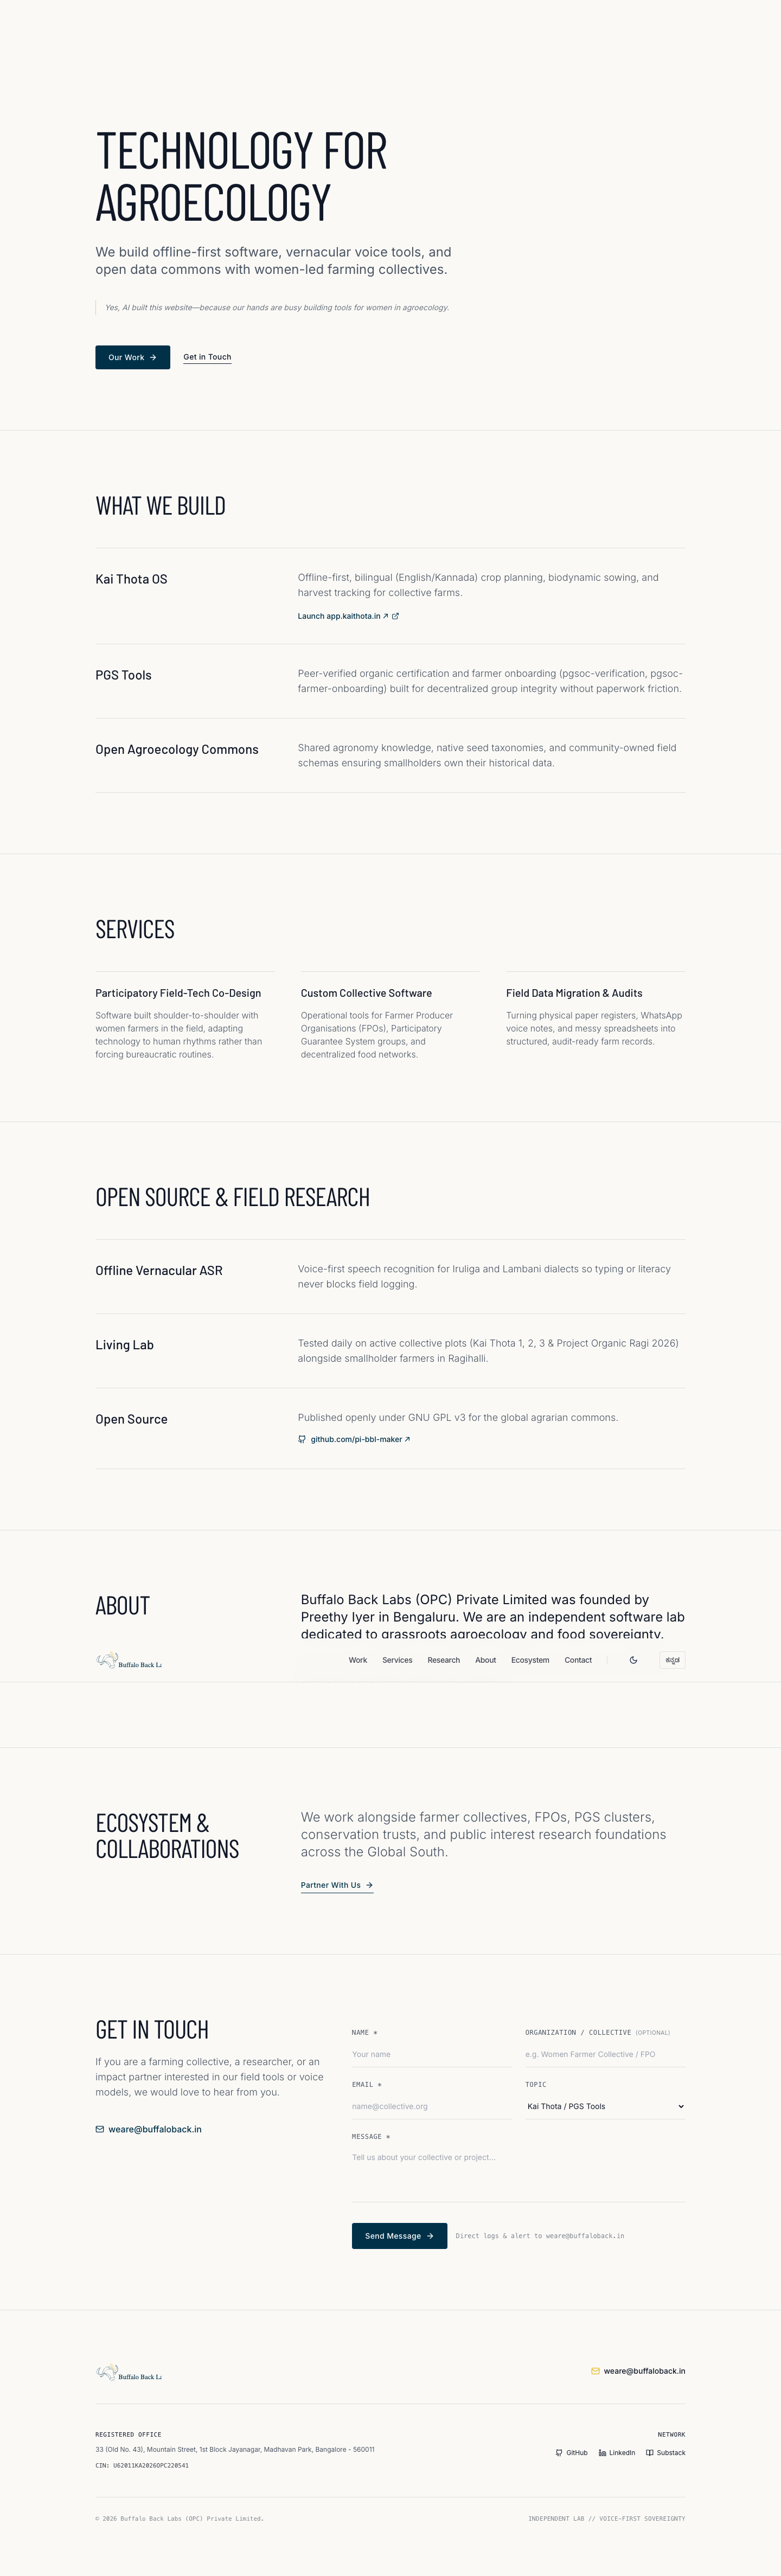 TECHNOLOGY FOR
AGROECOLOGY
We build offline-first software, vernacular voice tools, and
open data commons with women-led farming collectives.
Yes, AI built this website—because our hands are busy building tools for women in agroecology.
Our Work →
Get in Touch
WHAT WE BUILD
Kai Thota OS
Offline-first, bilingual (English/Kannada) crop planning, biodynamic sowing, and
harvest tracking for collective farms.
Launch app.kaithota.in ↗
PGS Tools
Peer-verified organic certification and farmer onboarding (pgsoc-verification, pgsoc-
farmer-onboarding) built for decentralized group integrity without paperwork friction.
Open Agroecology Commons
Shared agronomy knowledge, native seed taxonomies, and community-owned field
schemas ensuring smallholders own their historical data.
SERVICES
Participatory Field-Tech Co-Design
Software built shoulder-to-shoulder with
women farmers in the field, adapting
technology to human rhythms rather than
forcing bureaucratic routines.
Custom Collective Software
Operational tools for Farmer Producer
Organisations (FPOs), Participatory
Guarantee System groups, and
decentralized food networks.
Field Data Migration & Audits
Turning physical paper registers, WhatsApp
voice notes, and messy spreadsheets into
structured, audit-ready farm records.
OPEN SOURCE & FIELD RESEARCH
Offline Vernacular ASR
Voice-first speech recognition for Iruliga and Lambani dialects so typing or literacy
never blocks field logging.
Living Lab
Tested daily on active collective plots (Kai Thota 1, 2, 3 & Project Organic Ragi 2026)
alongside smallholder farmers in Ragihalli.
Open Source
Published openly under GNU GPL v3 for the global agrarian commons.
github.com/pi-bbl-maker ↗
ABOUT
Buffalo Back Labs (OPC) Private Limited was founded by
Preethy Iyer in Bengaluru. We are an independent software lab
dedicated to grassroots agroecology and food sovereignty.
Buffalo Back La
Work
Services
Research
About
Ecosystem
Contact
ಕನ್ನಡ
ECOSYSTEM &
COLLABORATIONS
We work alongside farmer collectives, FPOs, PGS clusters,
conservation trusts, and public interest research foundations
across the Global South.
Partner With Us →
GET IN TOUCH
If you are a farming collective, a researcher, or an
impact partner interested in our field tools or voice
models, we would love to hear from you.
weare@buffaloback.in
NAME *
Your name
ORGANIZATION / COLLECTIVE (OPTIONAL)
e.g. Women Farmer Collective / FPO
EMAIL *
name@collective.org
TOPIC
Kai Thota / PGS Tools
MESSAGE *
Tell us about your collective or project...
Send Message →
Direct logs & alert to weare@buffaloback.in
Buffalo Back La
weare@buffaloback.in
REGISTERED OFFICE
33 (Old No. 43), Mountain Street, 1st Block Jayanagar, Madhavan Park, Bangalore - 560011
CIN: U62011KA2026OPC220541
NETWORK
GitHub
LinkedIn
Substack
© 2026 Buffalo Back Labs (OPC) Private Limited.
INDEPENDENT LAB // VOICE-FIRST SOVEREIGNTY